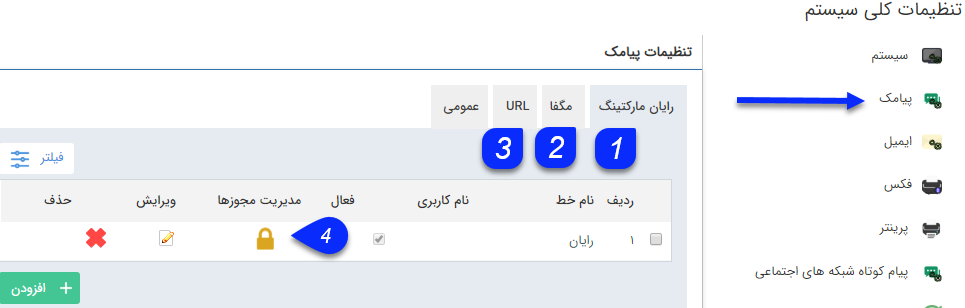 تنظیمات کلی سیستم
سیستم
پیامک
ایمیل
فکس
پرینتر
پیام کوتاه شبکه های اجتماعی
تنظیمات پیامک
رایان مارکتینگ
مگفا
URL
عمومی
1
2
3
فیلتر
ردیف نام خط نام کاربری فعال مدیریت مجوزها ویرایش حذف
۱ رایان
4
افزودن +